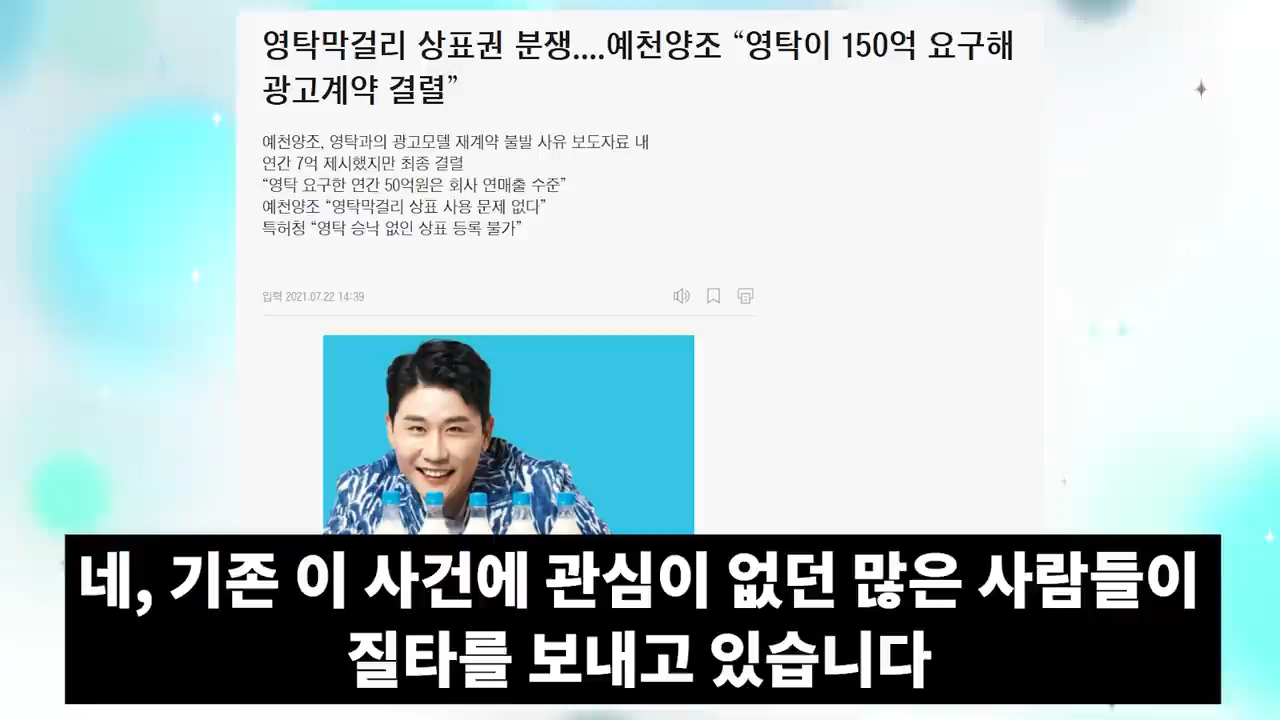 영탁막걸리 상표권 분쟁....예천양조 “영탁이 150억 요구해
광고계약 결렬”
예천양조, 영탁과의 광고모델 재계약 불발 사유 보도자료 내
연간 7억 제시했지만 최종 결렬
“영탁 요구한 연간 50억원은 회사 연매출 수준”
예천양조 “영탁막걸리 상표 사용 문제 없다”
특허청 “영탁 승낙 없인 상표 등록 불가”
입력 2021.07.22 14:39
네, 기존 이 사건에 관심이 없던 많은 사람들이
질타를 보내고 있습니다